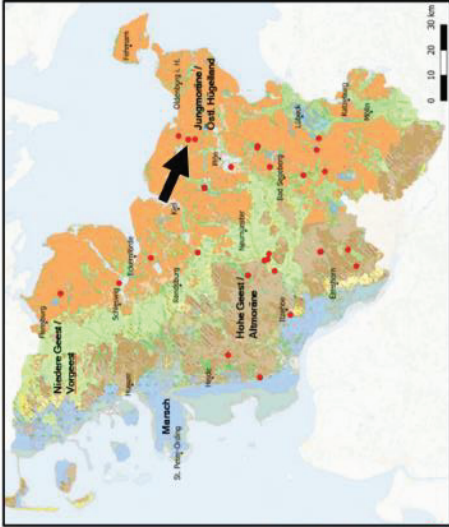 Fehmarn
Oldenburg i. H.
Flensburg
Niedere Geest /
Vorgeest
Schleswig
Eckernförde
Kiel
Jungmoräne /
Östl. Hügelland
Husum
Rendsburg
Plön
Marsch
St. Peter-Ording
Heide
Neumünster
Hohe Geest /
Altmoräne
Bad Segeberg
Lübeck
Itzehoe
Ratzeburg
Mölln
Elmshorn
0 10 20 30 km